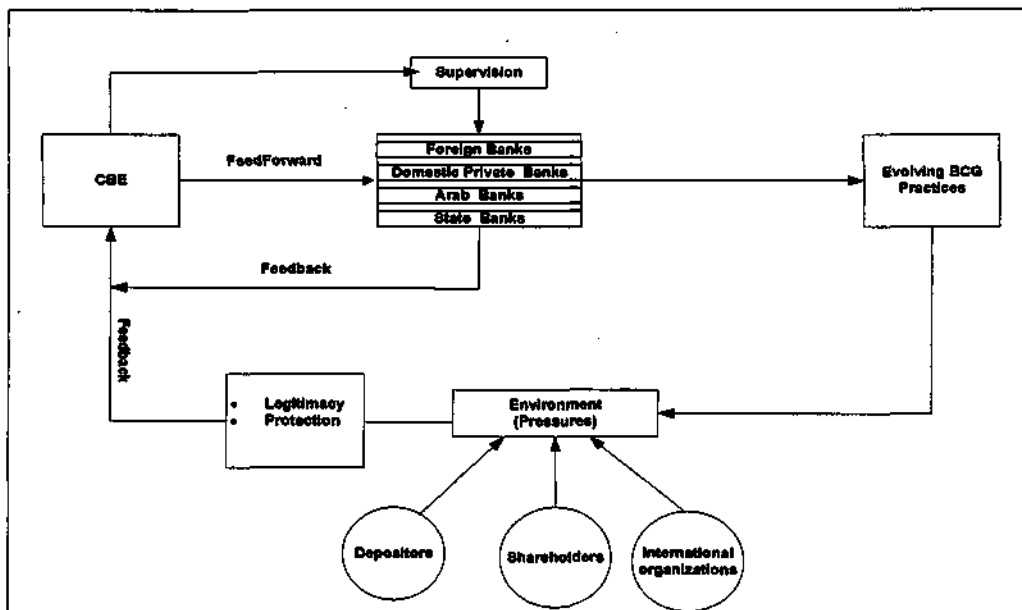 Supervision
Foreign Banks
CBE
FeedForward
Domestic Private Banks
Arab Banks
State Banks
Evolving BCG
Practices
Feedback
Feedback
• Legitimacy
• Protection
Environment
(Pressures)
Depositors
Shareholders
International
organizations